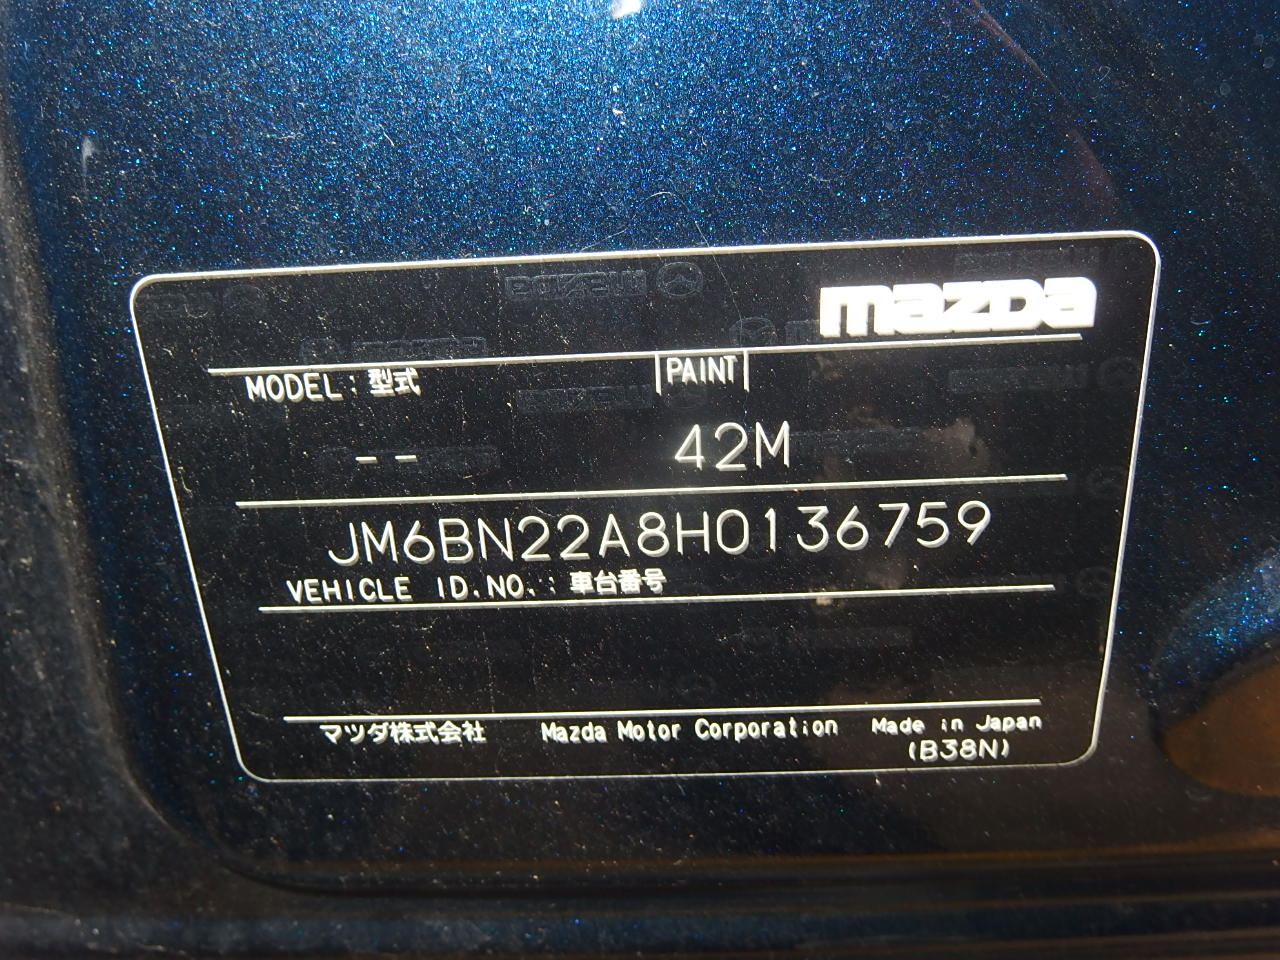 mazda
MODEL: 型式 PAINT
-- 42M
JM6BN22A8H0136759
VEHICLE ID.NO.: 車台番号
マツダ株式会社 Mazda Motor Corporation Made in Japan
(B38N)